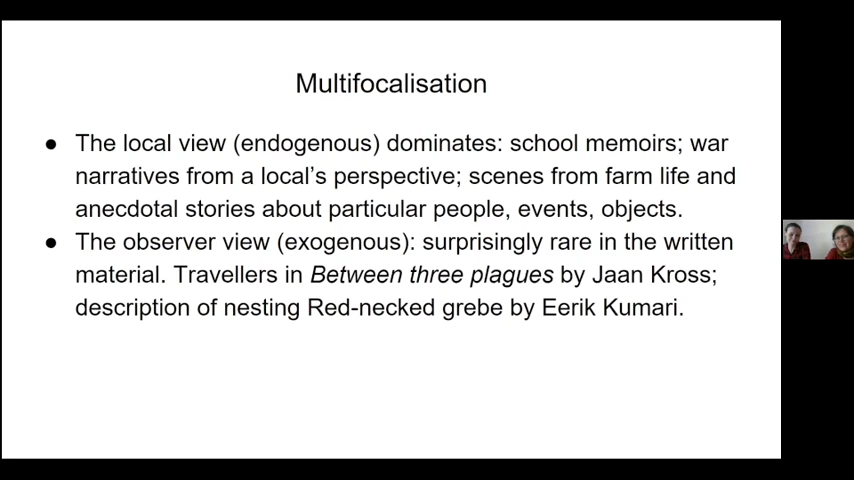 Multifocalisation
● The local view (endogenous) dominates: school memoirs; war
narratives from a local’s perspective; scenes from farm life and
anecdotal stories about particular people, events, objects.
● The observer view (exogenous): surprisingly rare in the written
material. Travellers in Between three plagues by Jaan Kross;
description of nesting Red-necked grebe by Eerik Kumari.